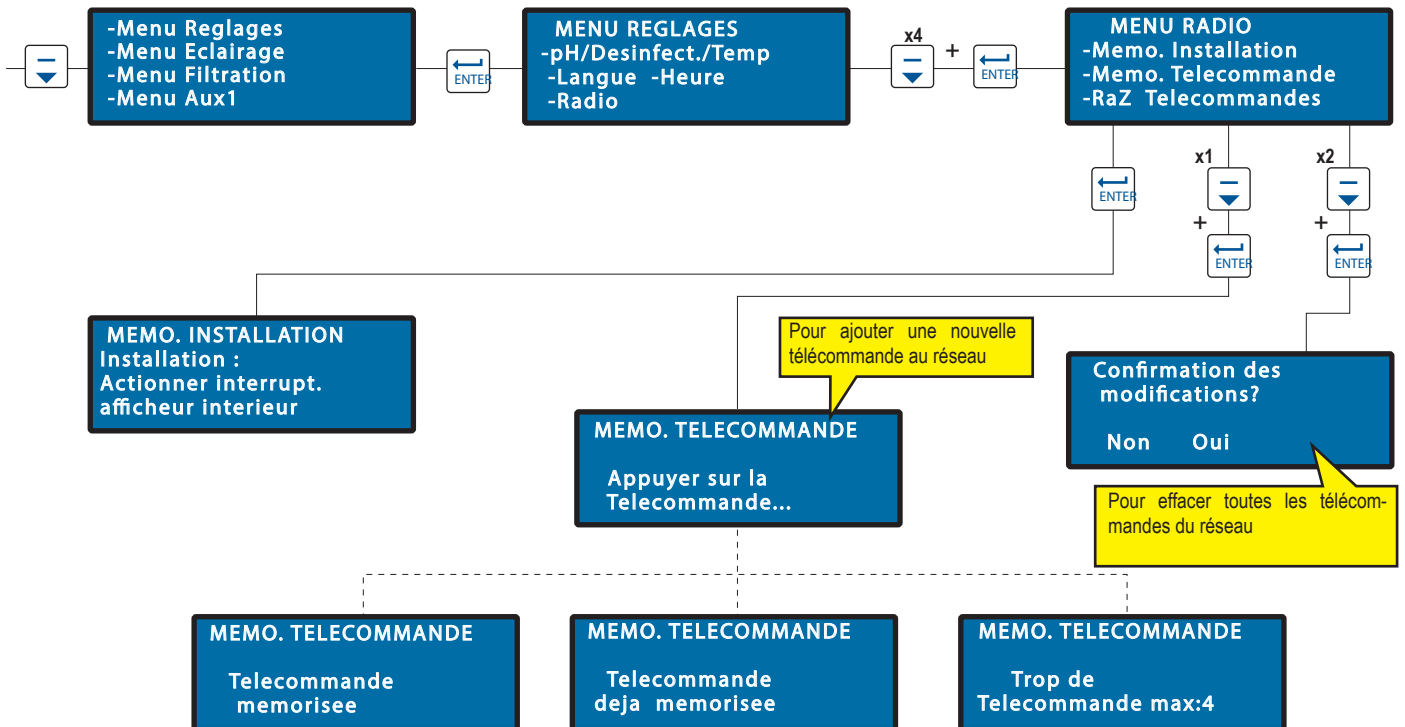 -Menu Reglages
-Menu Eclairage
-Menu Filtration
-Menu Aux1
ENTER
MENU REGLAGES
-pH/Desinfect./Temp
-Langue -Heure
-Radio
x4
+
ENTER
MENU RADIO
-Memo. Installation
-Memo. Telecommande
-RaZ Telecommandes
ENTER
x1
+
ENTER
x2
+
ENTER
MEMO. INSTALLATION
Installation :
Actionner interrupt.
afficheur interieur
Pour ajouter une nouvelle
télécommande au réseau
MEMO. TELECOMMANDE
Appuyer sur la
Telecommande...
Confirmation des
modifications?
Non Oui
Pour effacer toutes les télécom-
mandes du réseau
MEMO. TELECOMMANDE
Telecommande
memorisee
MEMO. TELECOMMANDE
Telecommande
deja memorisee
MEMO. TELECOMMANDE
Trop de
Telecommande max:4